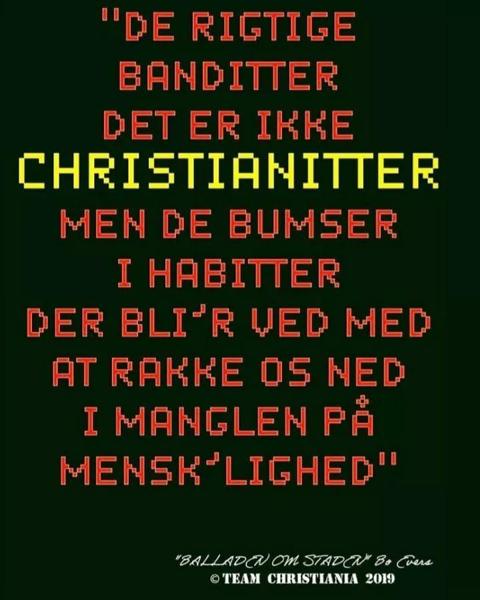 "DE RIGTIGE
BANDITTER
DET ER IKKE
CHRISTIANITTER
MEN DE BUMSER
I HABITTER
DER BLI'R VED MED
AT RAKKE OS NED
I MANGLEN PÅ
MENSK'LIGHED"
"BALLADEN OM STADEN" Bo Evers
© TEAM CHRISTIANIA 2019